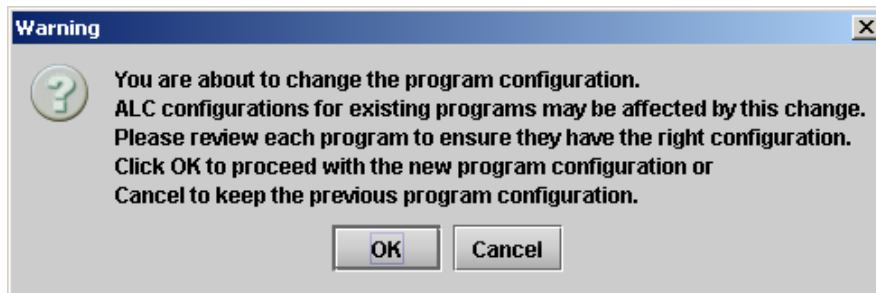 Warning
You are about to change the program configuration.
ALC configurations for existing programs may be affected by this change.
Please review each program to ensure they have the right configuration.
Click OK to proceed with the new program configuration or
Cancel to keep the previous program configuration.
OK Cancel